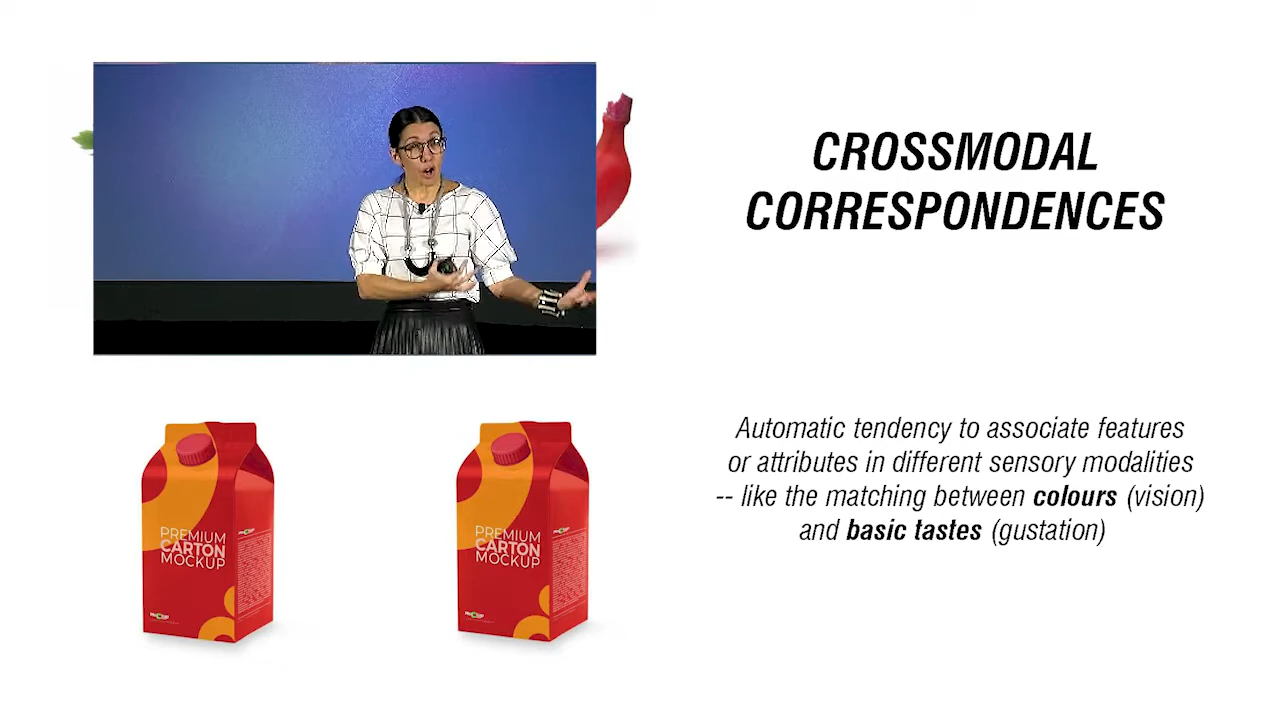 CROSSMODAL
CORRESPONDENCES
Automatic tendency to associate features
or attributes in different sensory modalities
-- like the matching between colours (vision)
and basic tastes (gustation)
PREMIUM
CARTON
MOCKUP
PREMIUM
CARTON
MOCKUP